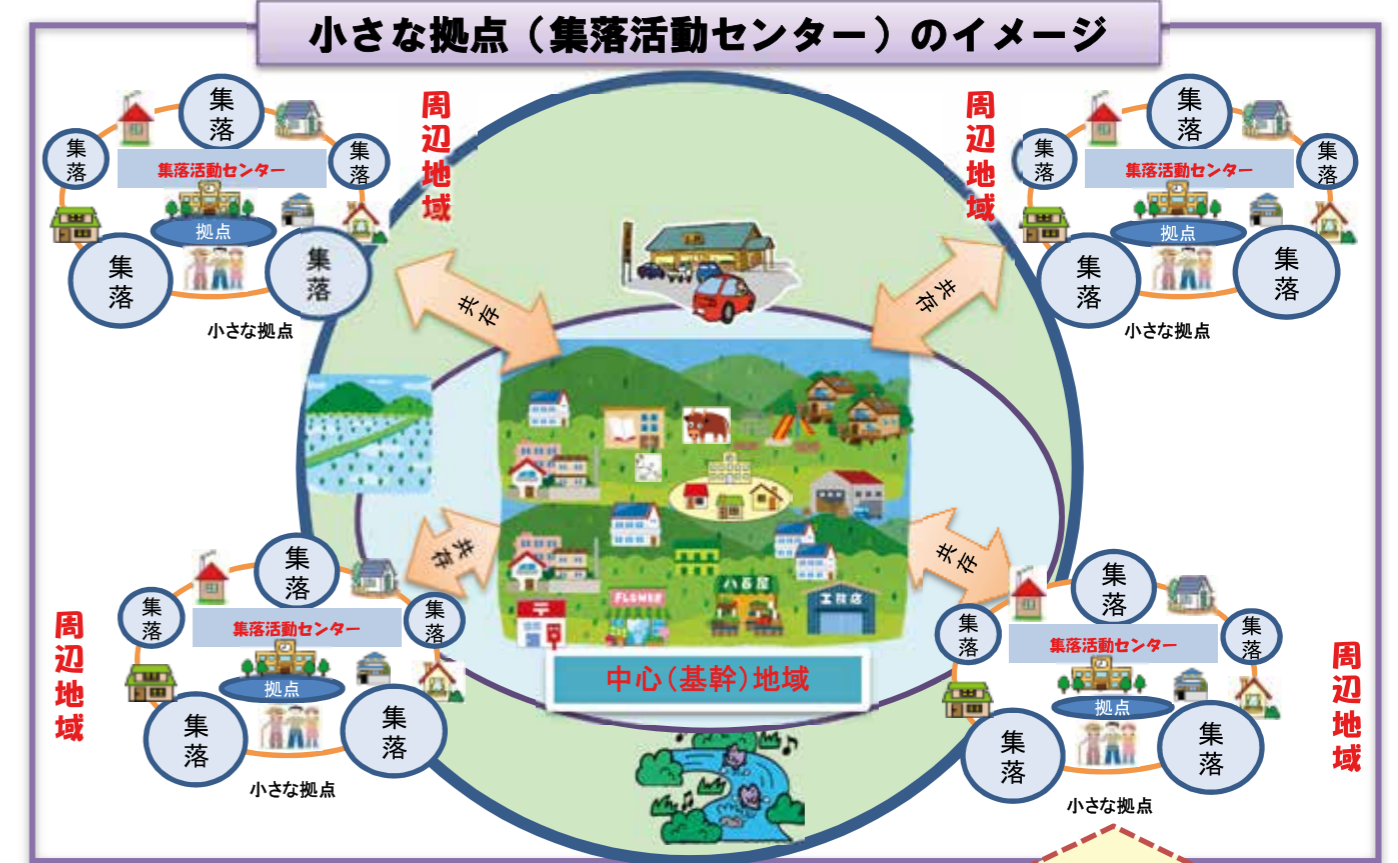 小さな拠点（集落活動センター）のイメージ
周辺地域
集落
集落
集落
集落活動センター
拠点
集落
集落
小さな拠点
周辺地域
集落
集落
集落
集落活動センター
拠点
集落
集落
小さな拠点
共存
共存
共存
共存
FLOWER
八百屋
工務店
〒
中心（基幹）地域
周辺地域
集落
集落
集落
集落活動センター
拠点
集落
集落
小さな拠点
周辺地域
集落
集落
集落
集落活動センター
拠点
集落
集落
小さな拠点